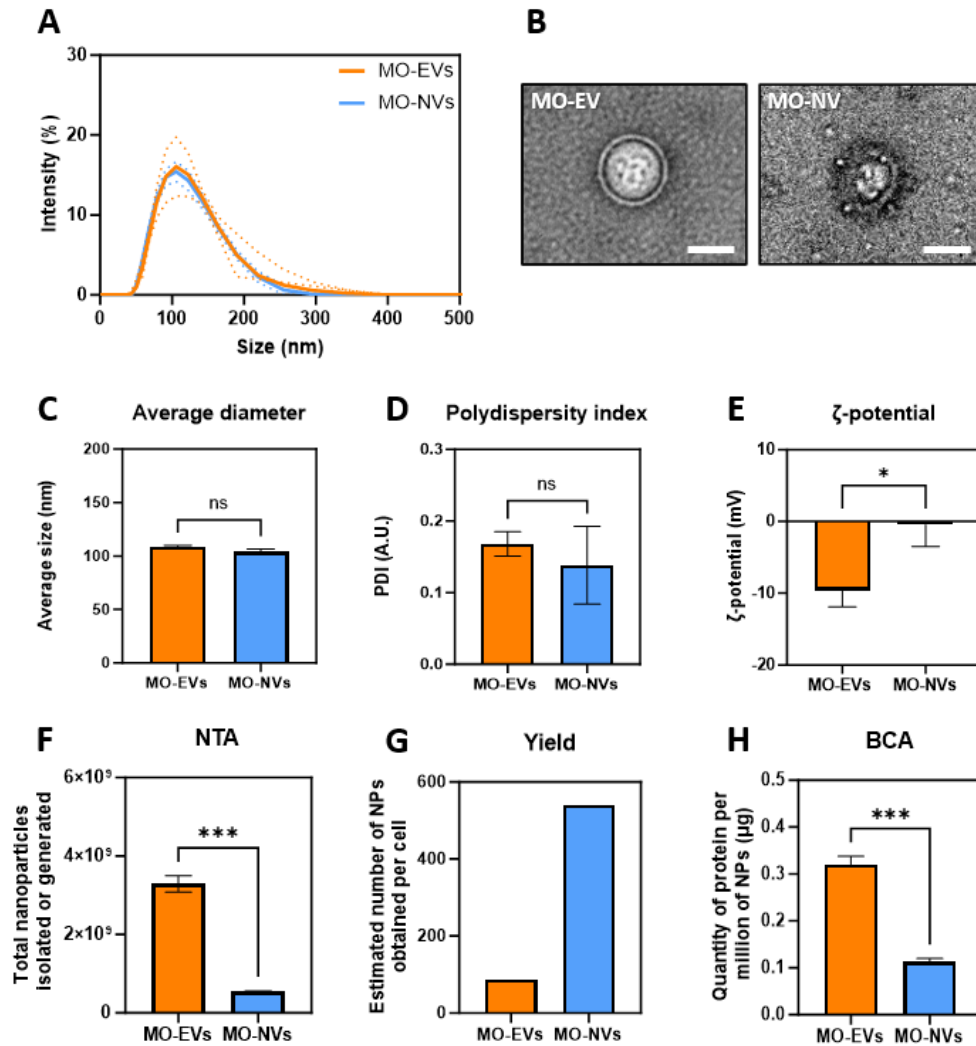 A
30
20
10
0
Intensity (%)
MO-EVs
MO-NVs
0 100 200 300 400 500
Size (nm)
B
MO-EV
MO-NV
C
Average diameter
200
150
100
50
0
Average size (nm)
ns
MO-EVs MO-NVs
D
Polydispersity index
0.3
0.2
0.1
0.0
PDI (A.U.)
ns
MO-EVs MO-NVs
E
ζ-potential
10
0
-10
-20
ζ-potential (mV)
*
MO-EVs MO-NVs
F
NTA
6×10⁹
4×10⁹
2×10⁹
0
Total nanoparticles
isolated or generated
***
MO-EVs MO-NVs
G
Yield
600
400
200
0
Estimated number of NPs
obtained per cell
MO-EVs MO-NVs
H
BCA
0.5
0.4
0.3
0.2
0.1
0.0
Quantity of protein per
million of NPs (µg)
***
MO-EVs MO-NVs